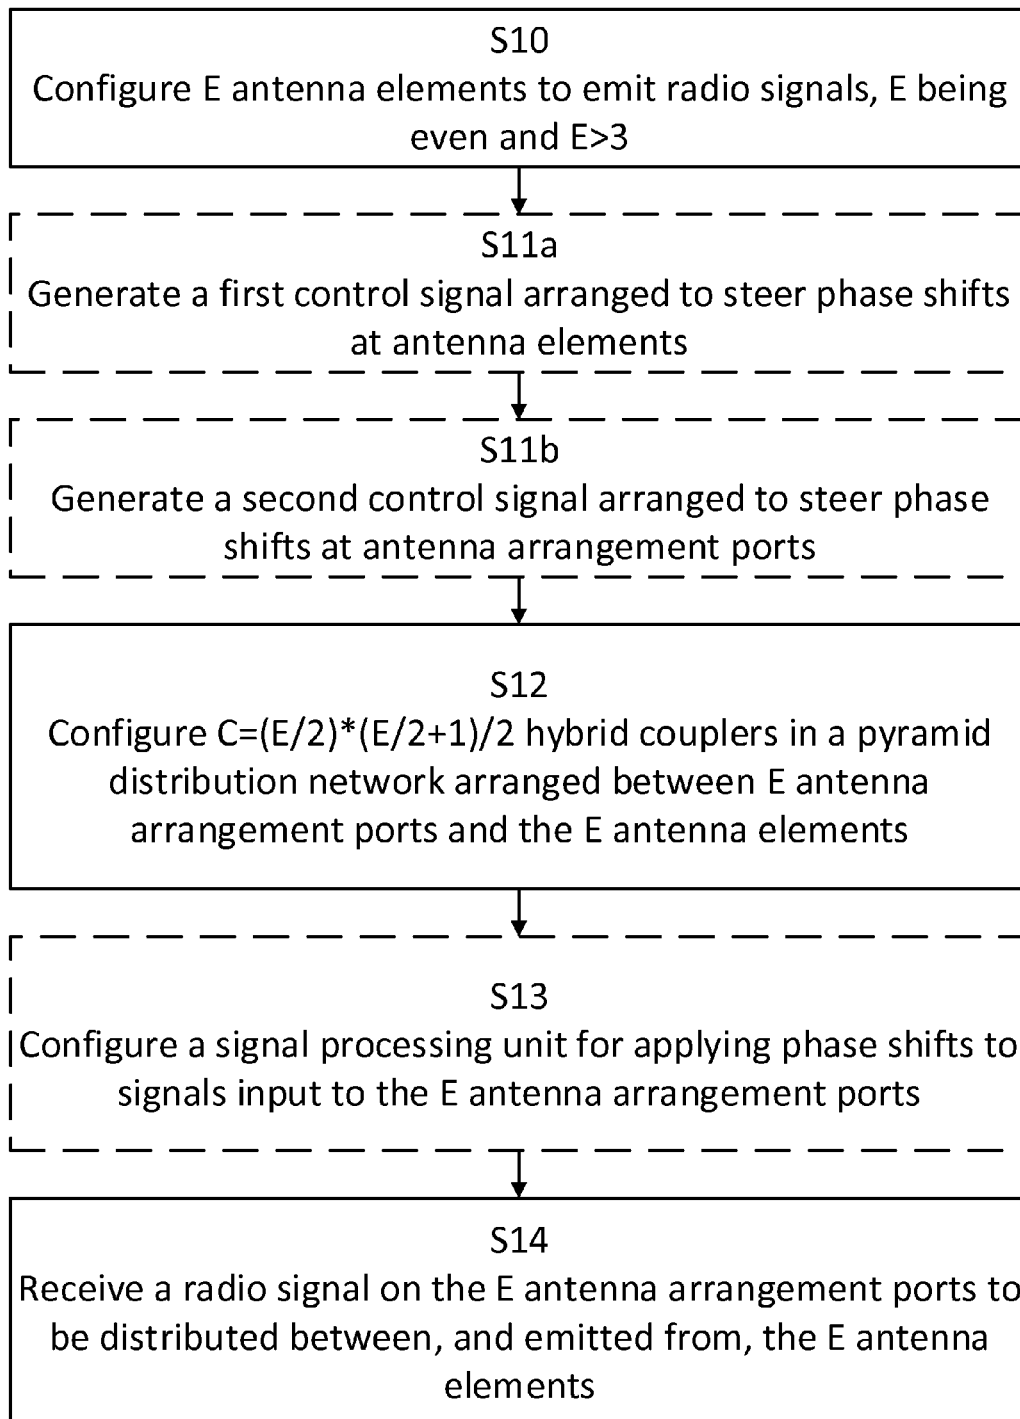 S10
Configure E antenna elements to emit radio signals, E being
even and E>3
S11a
Generate a first control signal arranged to steer phase shifts
at antenna elements
S11b
Generate a second control signal arranged to steer phase
shifts at antenna arrangement ports
S12
Configure C=(E/2)*(E/2+1)/2 hybrid couplers in a pyramid
distribution network arranged between E antenna
arrangement ports and the E antenna elements
S13
Configure a signal processing unit for applying phase shifts to
signals input to the E antenna arrangement ports
S14
Receive a radio signal on the E antenna arrangement ports to
be distributed between, and emitted from, the E antenna
elements